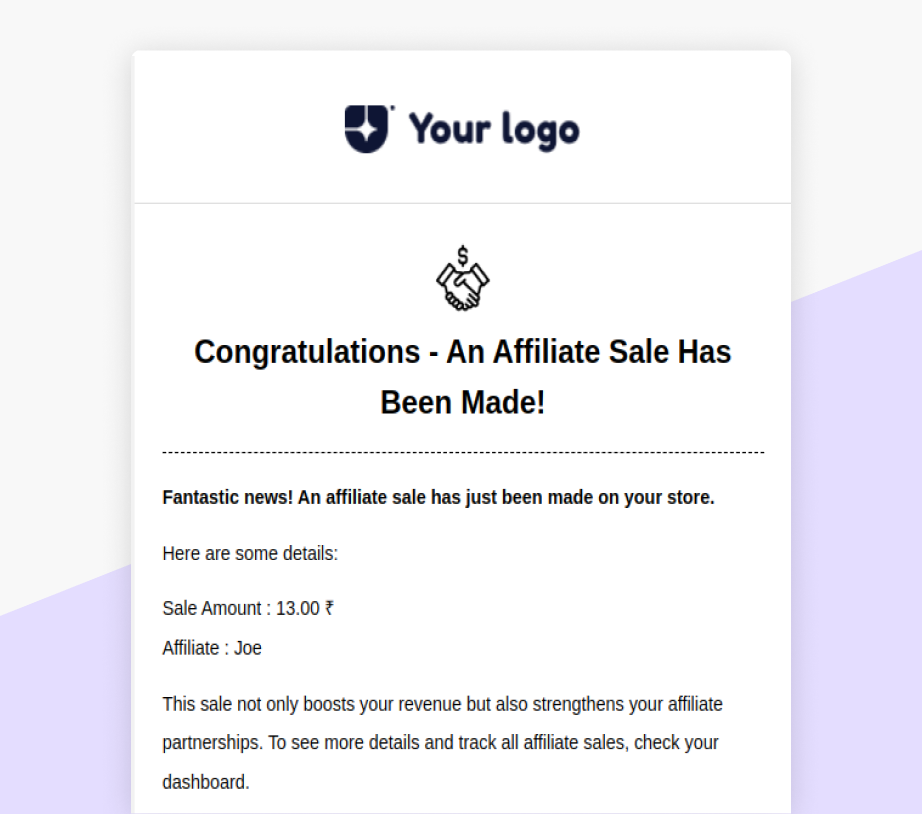 Your logo
$
Congratulations - An Affiliate Sale Has
Been Made!
Fantastic news! An affiliate sale has just been made on your store.
Here are some details:
Sale Amount : 13.00 ₹
Affiliate : Joe
This sale not only boosts your revenue but also strengthens your affiliate
partnerships. To see more details and track all affiliate sales, check your
dashboard.